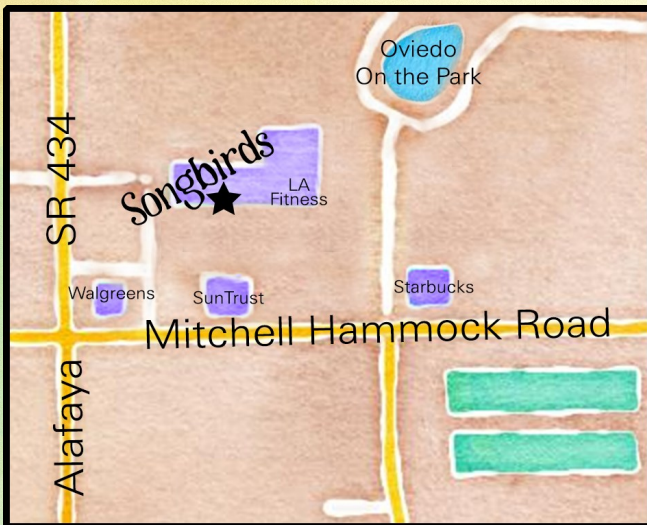 Oviedo
On the Park
SR 434
Songbirds
LA
Fitness
Walgreens
SunTrust
Starbucks
Mitchell Hammock Road
Alafaya